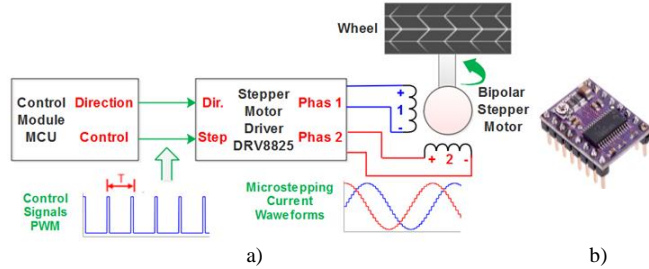 Wheel
Control
Module
MCU
Direction
Control
Dir.
Step
Stepper
Motor
Driver
DRV8825
Phas 1
Phas 2
+
1
-
+ 2 -
Bipolar
Stepper
Motor
Control
Signals
PWM
T
Microstepping
Current
Waveforms
a)
b)